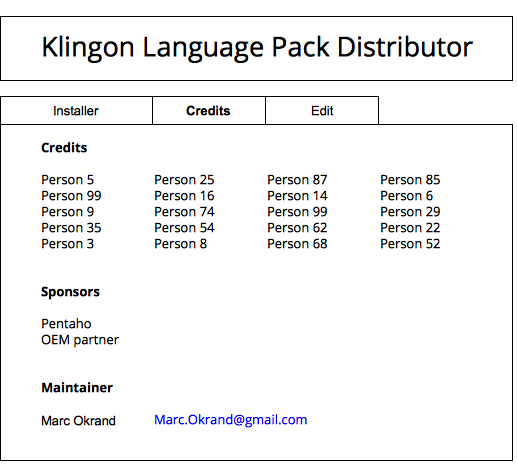 Klingon Language Pack Distributor
Installer Credits Edit
Credits
Person 5 Person 25 Person 87 Person 85
Person 99 Person 16 Person 14 Person 6
Person 9 Person 74 Person 99 Person 29
Person 35 Person 54 Person 62 Person 22
Person 3 Person 8 Person 68 Person 52
Sponsors
Pentaho
OEM partner
Maintainer
Marc Okrand Marc.Okrand@gmail.com